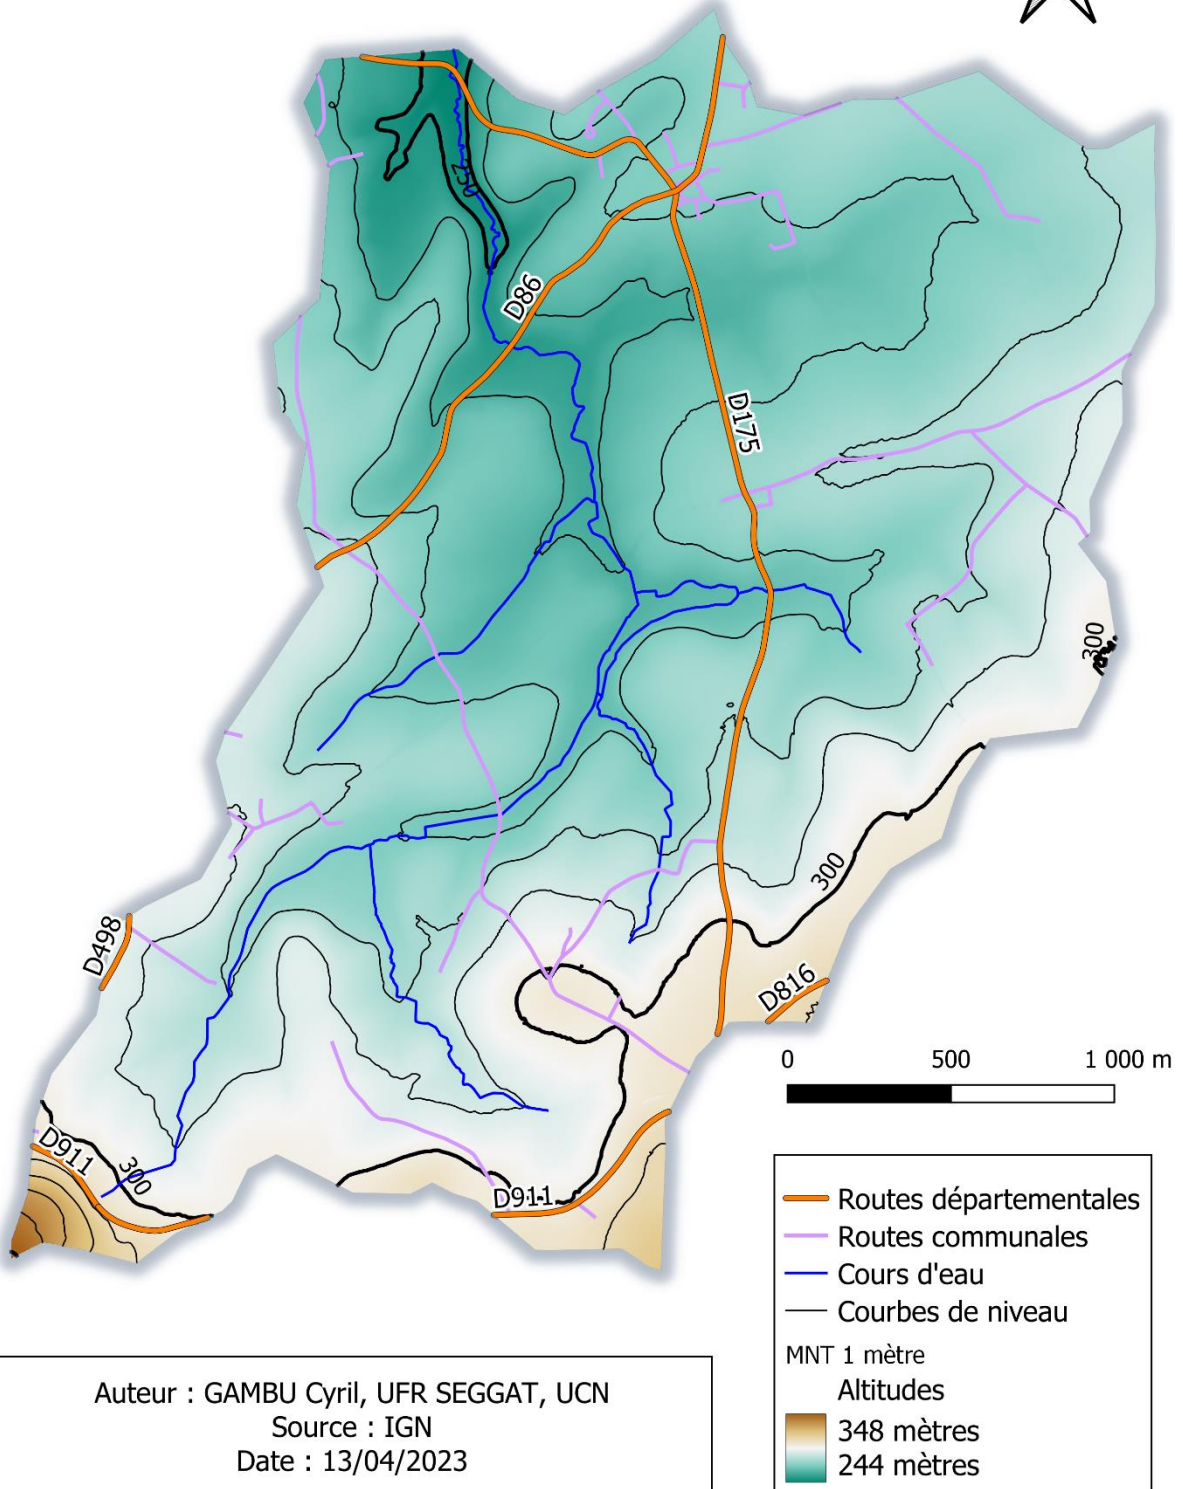 250
D86
D175
300
300
D498
D816
0 500 1 000 m
D911
300
D911
Routes départementales
Routes communales
Cours d'eau
Courbes de niveau
MNT 1 mètre
Altitudes
348 mètres
244 mètres
Auteur : GAMBU Cyril, UFR SEGGAT, UCN
Source : IGN
Date : 13/04/2023